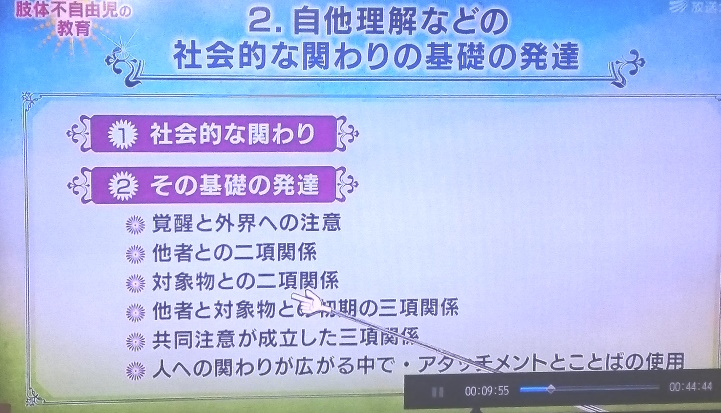 肢体不自由児の
教育
2. 自他理解などの
社会的な関わりの基礎の発達
1 社会的な関わり
2 その基礎の発達
覚醒と外界への注意
他者との二項関係
対象物との二項関係
他者と対象物との初期の三項関係
共同注意が成立した三項関係
人への関わりが広がる中で・アタッチメントとことばの使用
00:09:55 00:44:44